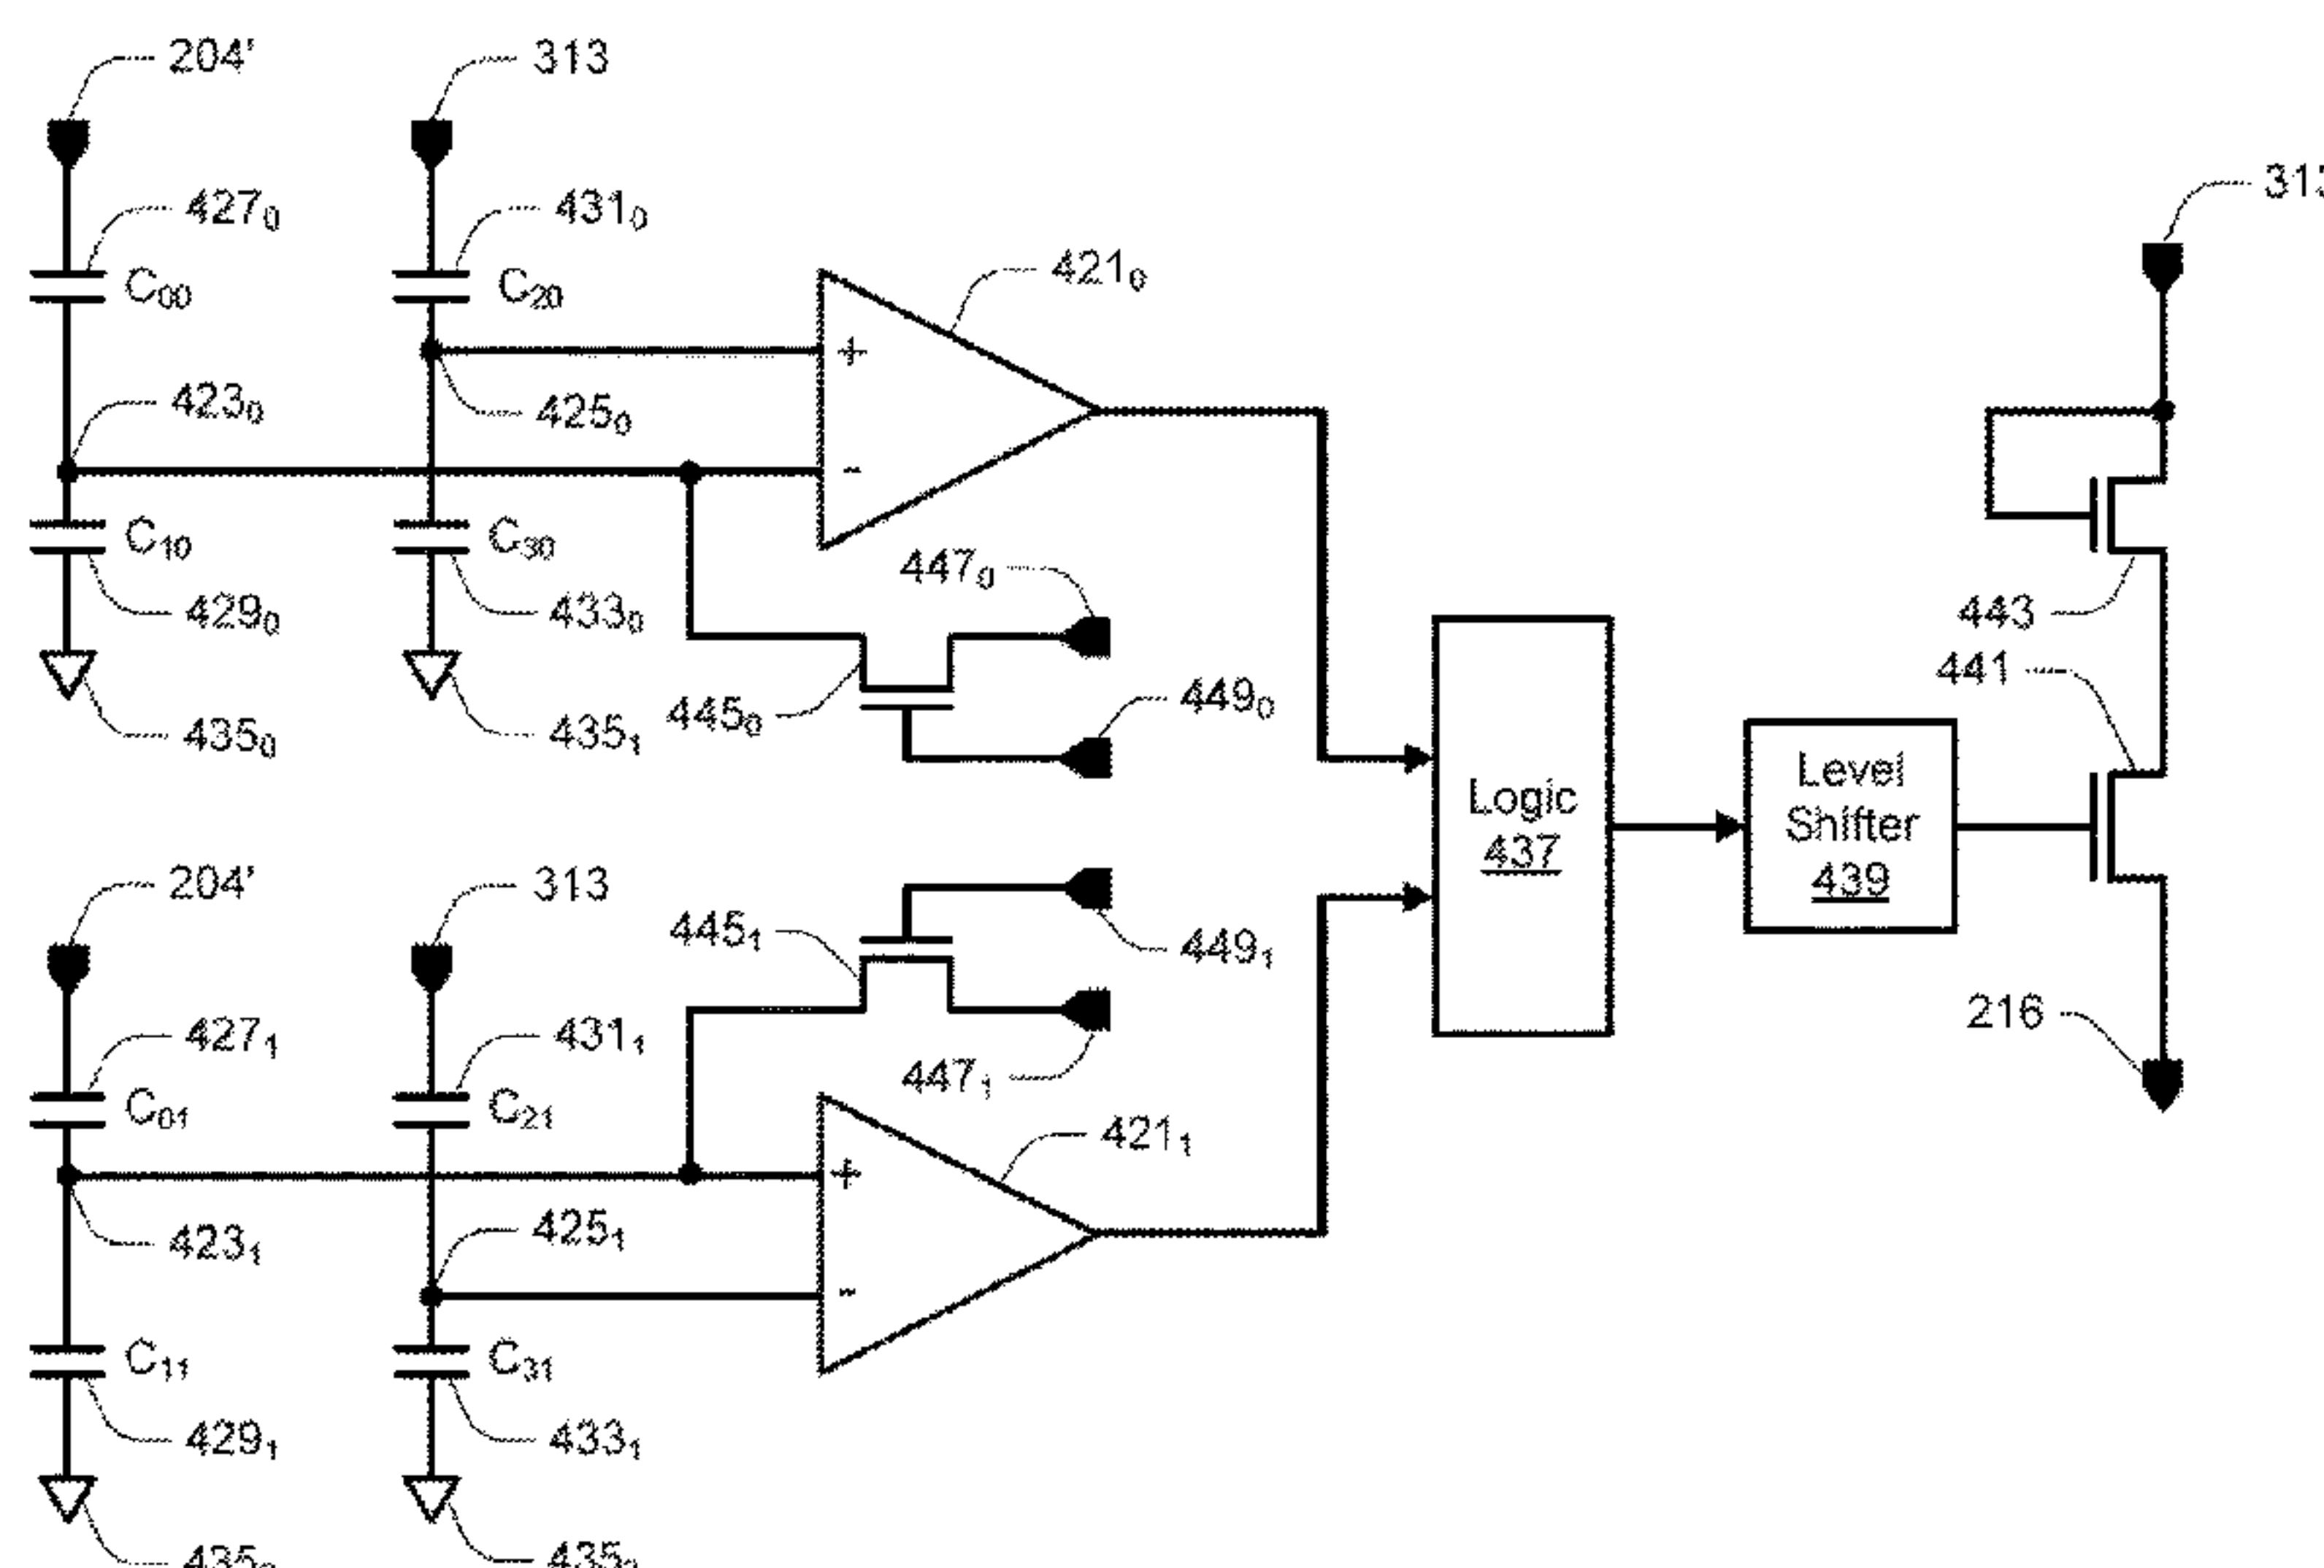 204' 313
427₀ 431₀ 313
C₀₀ C₂₀ 421₀
+
423₀ 425₀
-
C₁₀ C₃₀
447₀
429₀ 433₀ 443
441
445₀ 449₀
435₀ 435₁
Level
Logic Shifter
437 439
204' 313
445₁ 449₁
216
427₁ 431₁
447₁
C₀₁ C₂₁
421₁
+
423₁ 425₁
-
C₁₁ C₃₁
429₁ 433₁